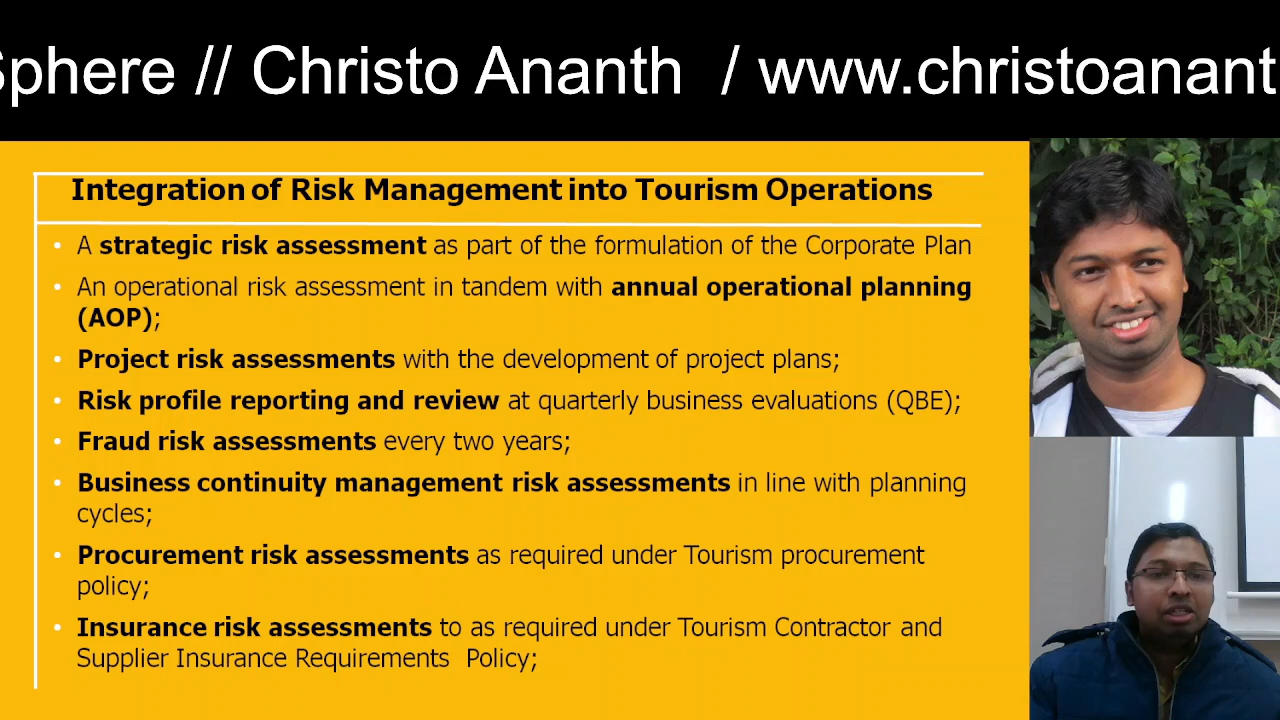 Sphere // Christo Ananth / www.christoanant
Integration of Risk Management into Tourism Operations
• A strategic risk assessment as part of the formulation of the Corporate Plan
• An operational risk assessment in tandem with annual operational planning
(AOP);
• Project risk assessments with the development of project plans;
• Risk profile reporting and review at quarterly business evaluations (QBE);
• Fraud risk assessments every two years;
• Business continuity management risk assessments in line with planning
cycles;
• Procurement risk assessments as required under Tourism procurement
policy;
• Insurance risk assessments to as required under Tourism Contractor and
Supplier Insurance Requirements Policy;